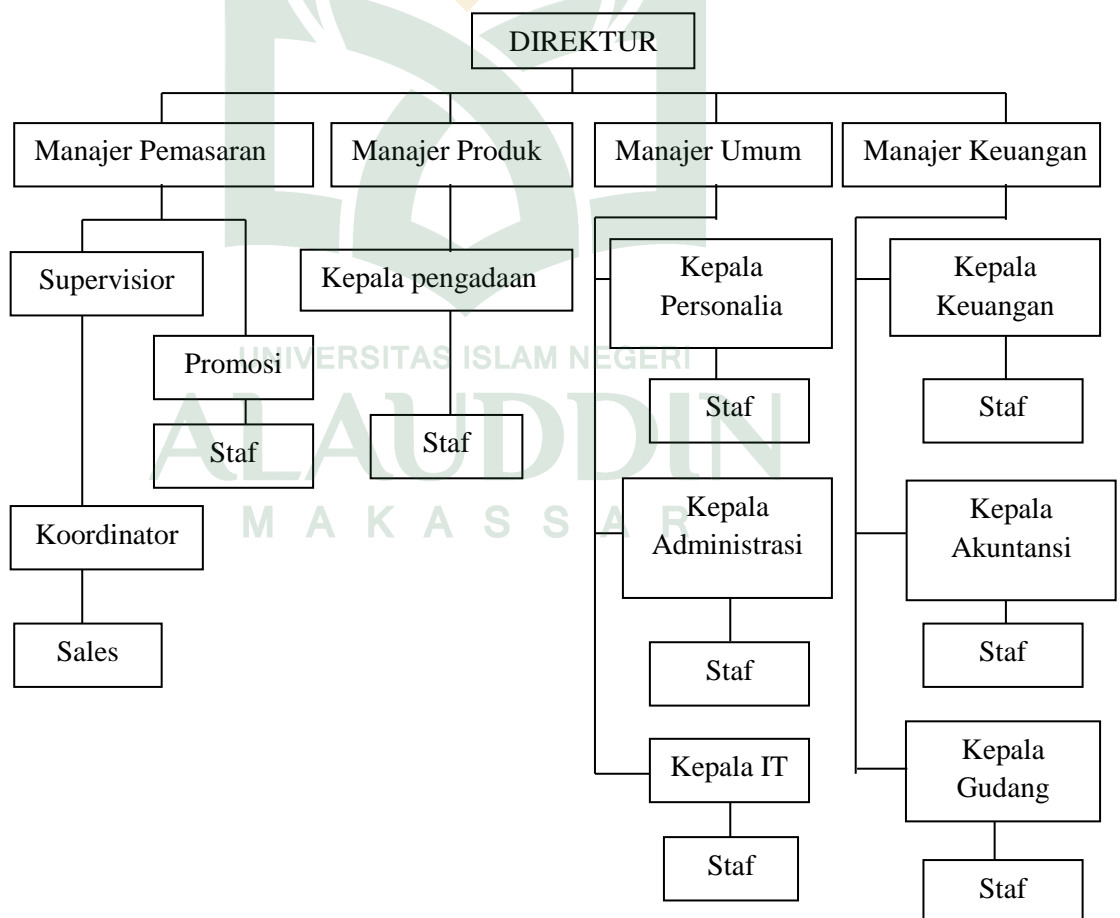 DIREKTUR
Manajer Pemasaran
Manajer Produk
Manajer Umum
Manajer Keuangan
Supervisior
Kepala pengadaan
Kepala
Personalia
Kepala
Keuangan
Promosi
UNIVERSITAS ISLAM NEGERI
ALAUDDIN
MAKASSAR
Staf
Staf
Staf
Staf
Koordinator
Kepala
Administrasi
Kepala
Akuntansi
Sales
Staf
Staf
Kepala IT
Kepala
Gudang
Staf
Staf